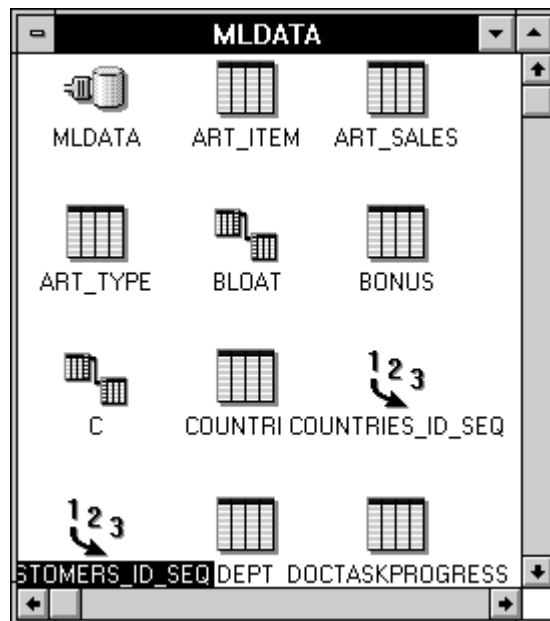 MLDATA
MLDATA ART_ITEM ART_SALES
ART_TYPE BLOAT BONUS
C COUNTRI COUNTRIES_ID_SEQ
STOMERS_ID_SEQ DEPT DOCTASKPROGRESS